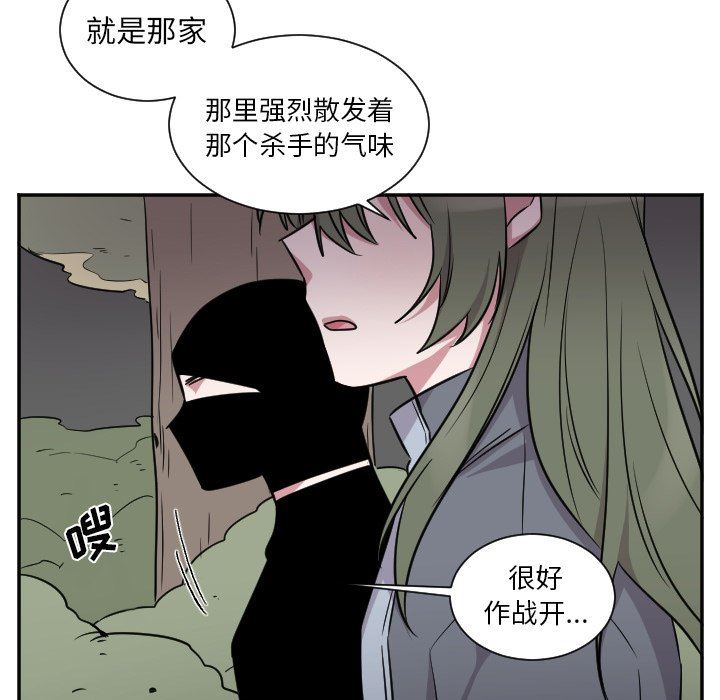 就是那家
那里强烈散发着
那个杀手的气味
嗖
很好
作战开...